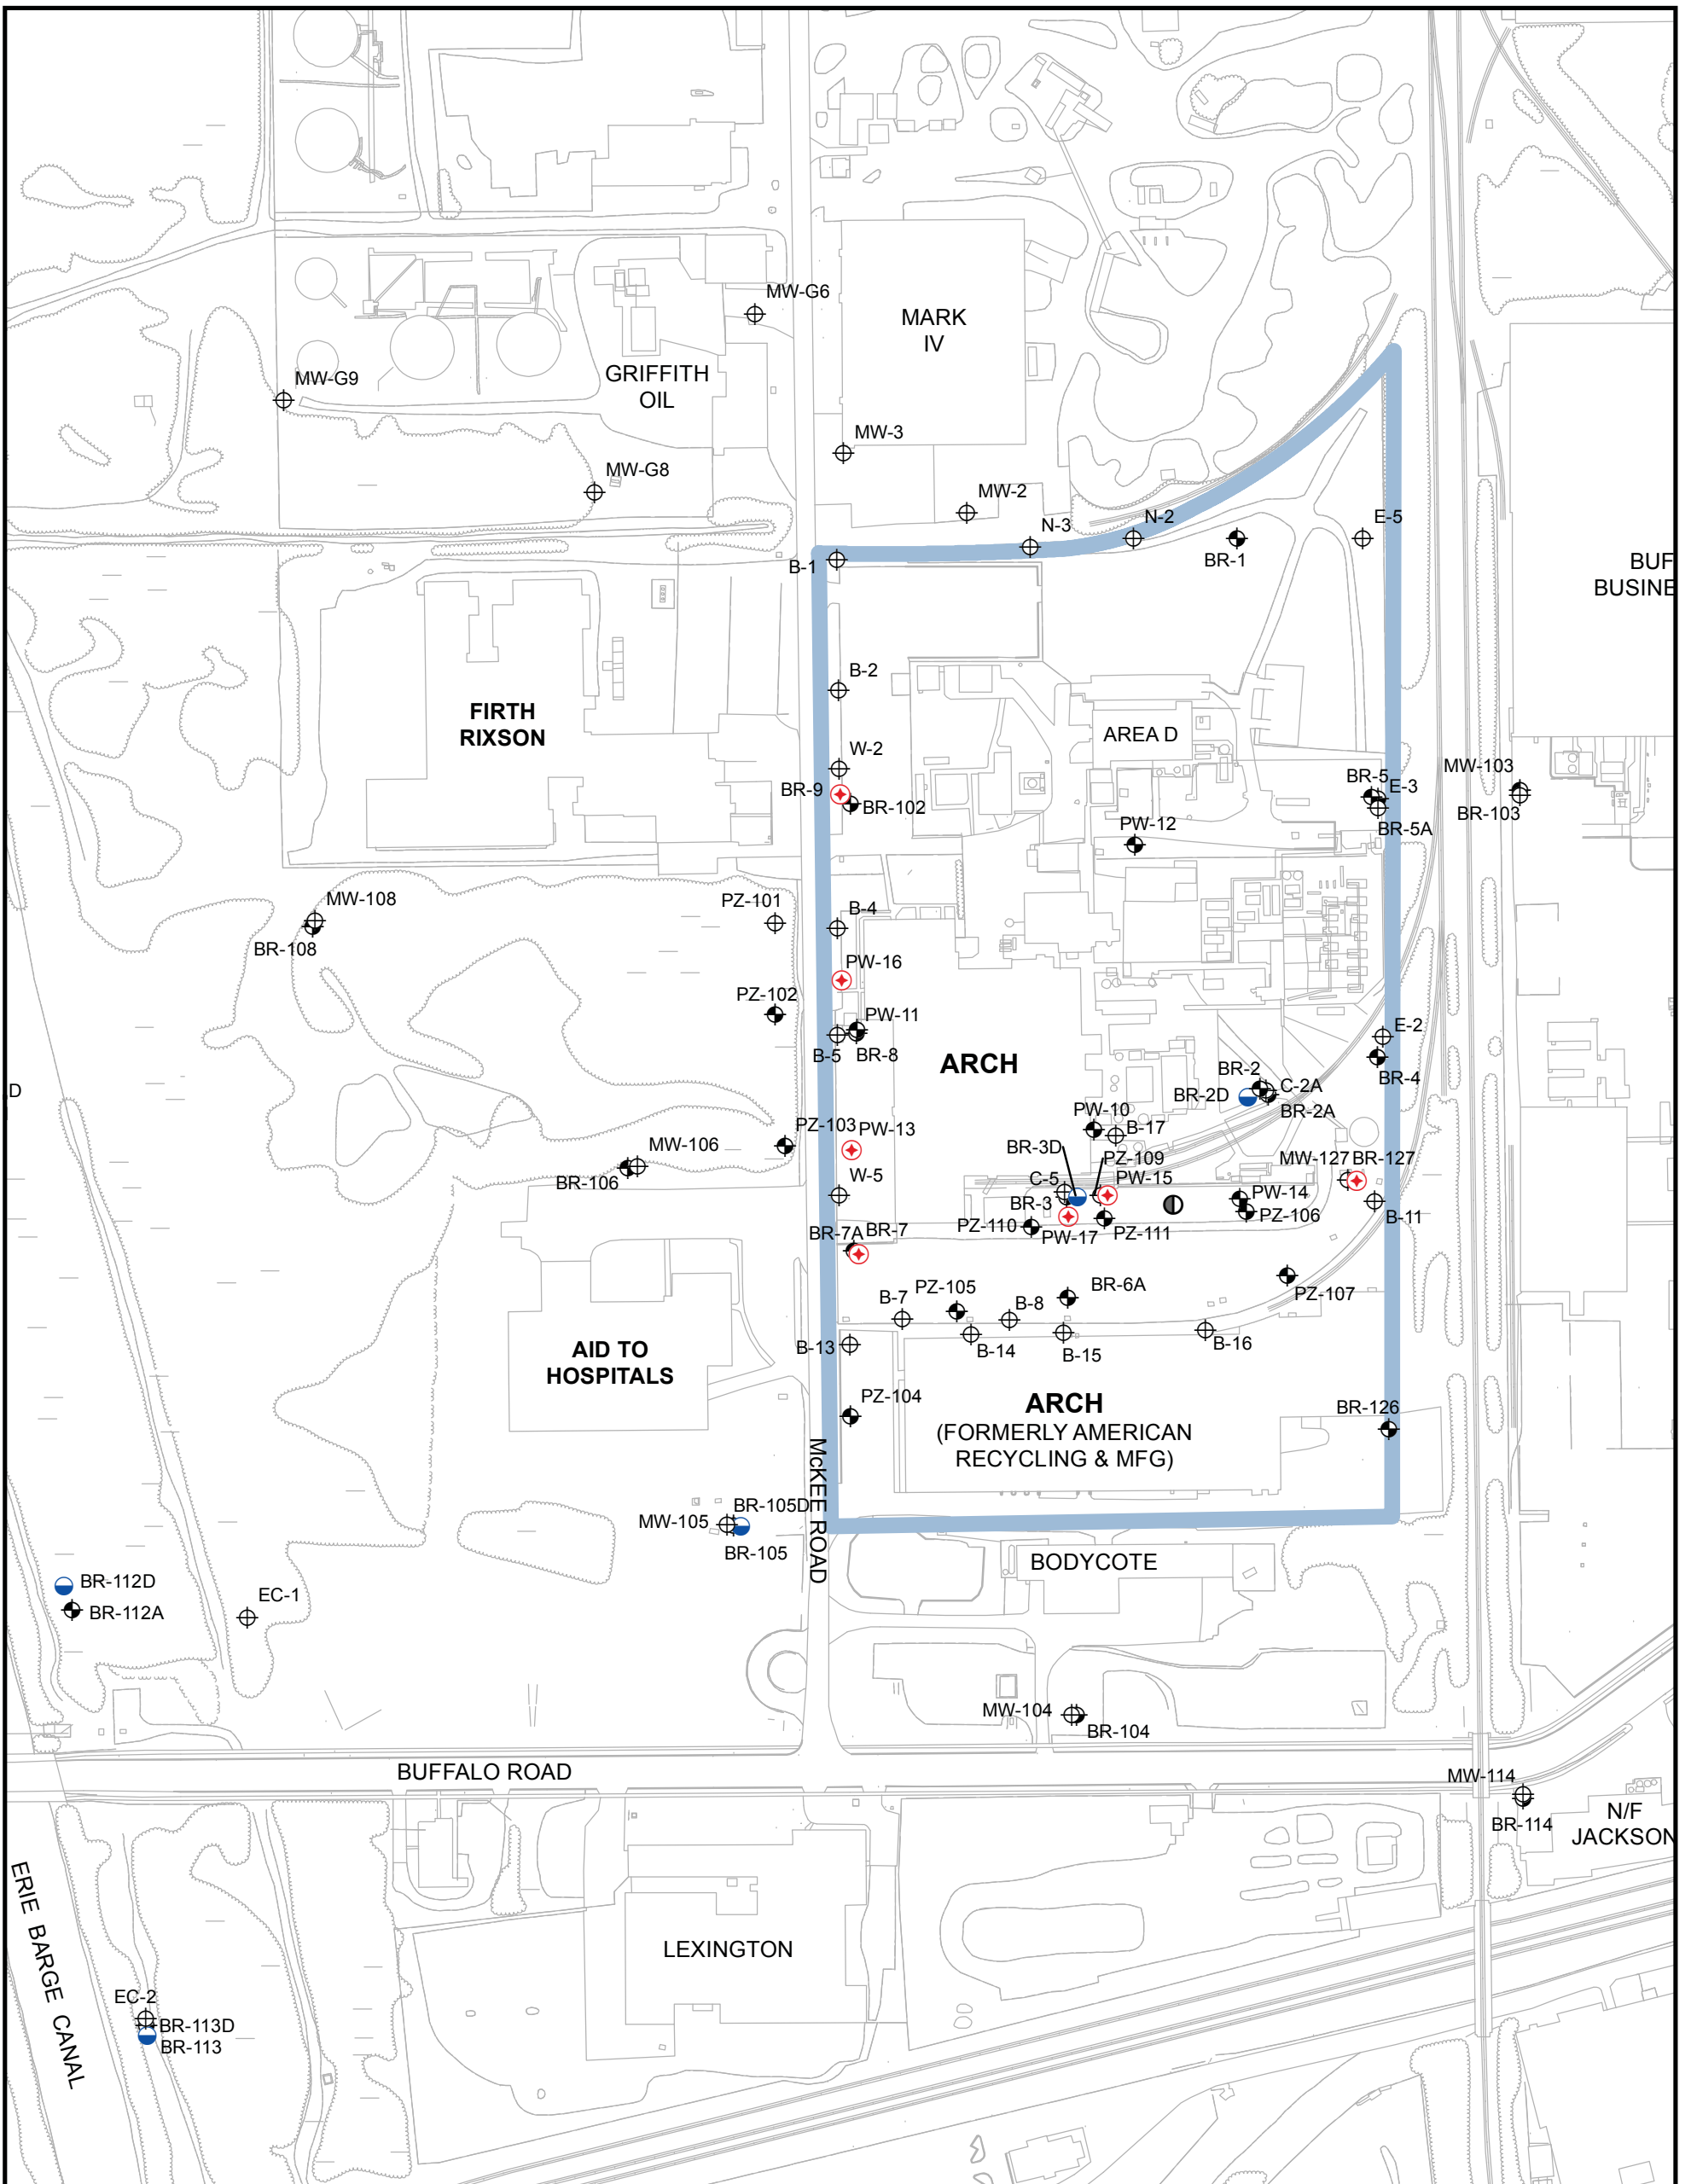 MW-G6
MARK
IV
MW-G9
GRIFFITH
OIL
MW-3
MW-G8
MW-2
N-3
N-2
E-5
BR-1
B-1
BUF
BUSINE
B-2
FIRTH
RIXSON
AREA D
W-2
MW-103
BR-5
E-3
BR-9
BR-102
BR-103
PW-12
BR-5A
MW-108
PZ-101
B-4
BR-108
PW-16
PZ-102
PW-11
E-2
B-5
BR-8
ARCH
BR-4
BR-2
C-2A
D
BR-2D
BR-2A
PW-10
B-17
PZ-103
PW-13
MW-106
BR-3D
PZ-109
MW-127
BR-127
BR-106
W-5
C-5
PW-15
BR-3
PW-14
PZ-106
B-11
BR-7A
BR-7
PZ-110
PW-17
PZ-111
BR-6A
PZ-107
B-7
PZ-105
B-8
B-13
B-14
B-15
B-16
AID TO
HOSPITALS
PZ-104
ARCH
(FORMERLY AMERICAN
RECYCLING & MFG)
BR-126
McKEE ROAD
BR-105D
MW-105
BR-105
BODYCOTE
BR-112D
BR-112A
EC-1
MW-104
BR-104
BUFFALO ROAD
MW-114
BR-114
N/F
JACKSON
ERIE BARGE CANAL
LEXINGTON
EC-2
BR-113D
BR-113